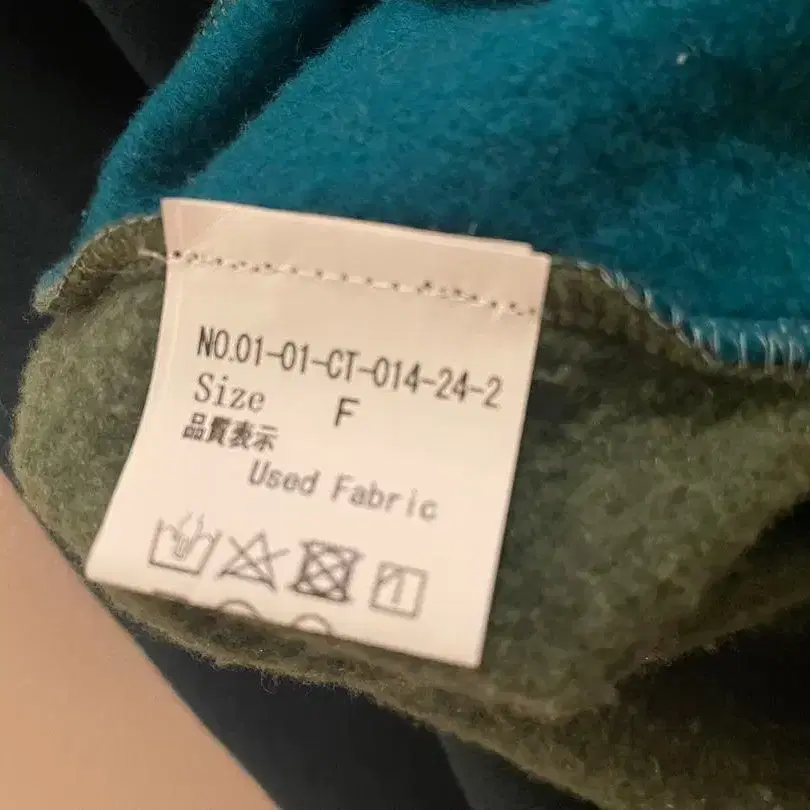 NO.01-01-CT-014-24-2
Size F
品質表示
Used Fabric